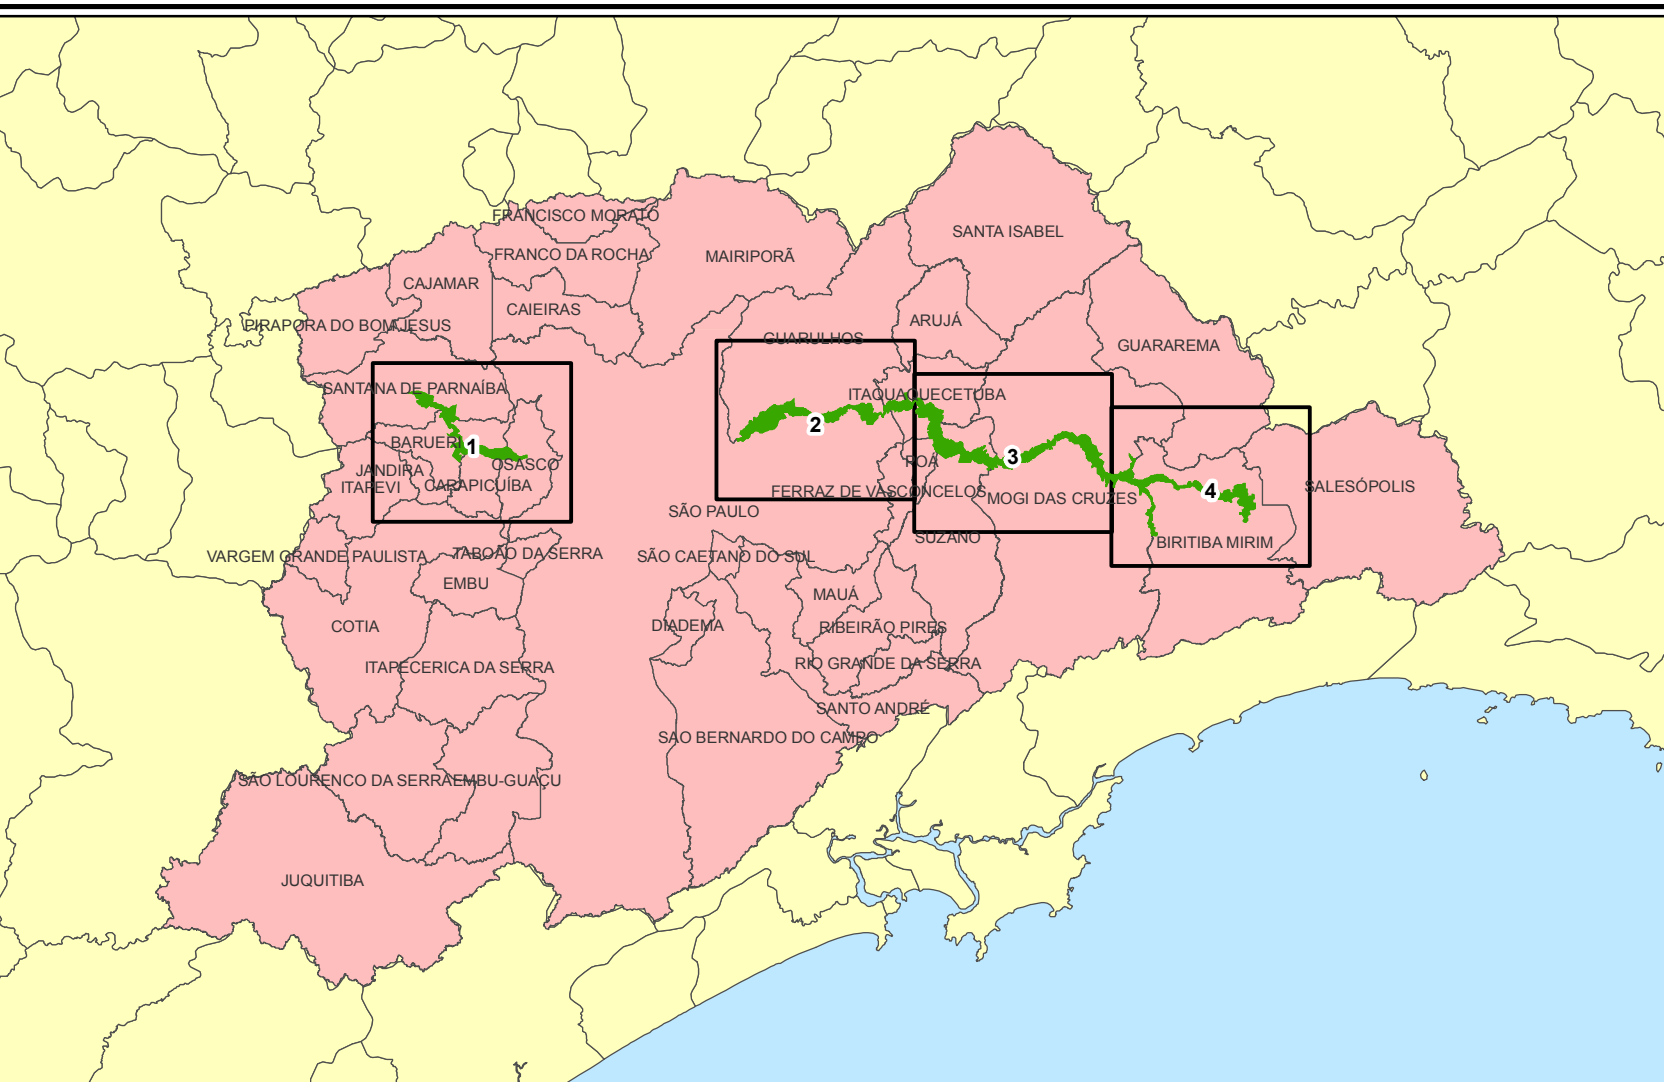 FRANCISCO MORATO
SANTA ISABEL
FRANCO DA ROCHA
MAIRIPORÃ
CAJAMAR
CAIEIRAS
ARUJÁ
PIRAPORA DO BOM JESUS
GUARULHOS
GUARAREMA
SANTANA DE PARNAÍBA
ITAQUAQUECETUBA
2
BARUERI
1
3
OSASCO
POÁ
JANDIRA
ITAPEVI
CARAPICUÍBA
FERRAZ DE VASCONCELOS
MOGI DAS CRUZES
4
SALESÓPOLIS
SÃO PAULO
SUZANO
BIRITIBA MIRIM
VARGEM GRANDE PAULISTA
TABOÃO DA SERRA
SÃO CAETANO DO SUL
EMBU
MAUÁ
COTIA
DIADEMA
RIBEIRÃO PIRES
ITAPECERICA DA SERRA
RIO GRANDE DA SERRA
SANTO ANDRÉ
SÃO BERNARDO DO CAMPO
SÃO LOURENCO DA SERRA
EMBU-GUAÇU
JUQUITIBA